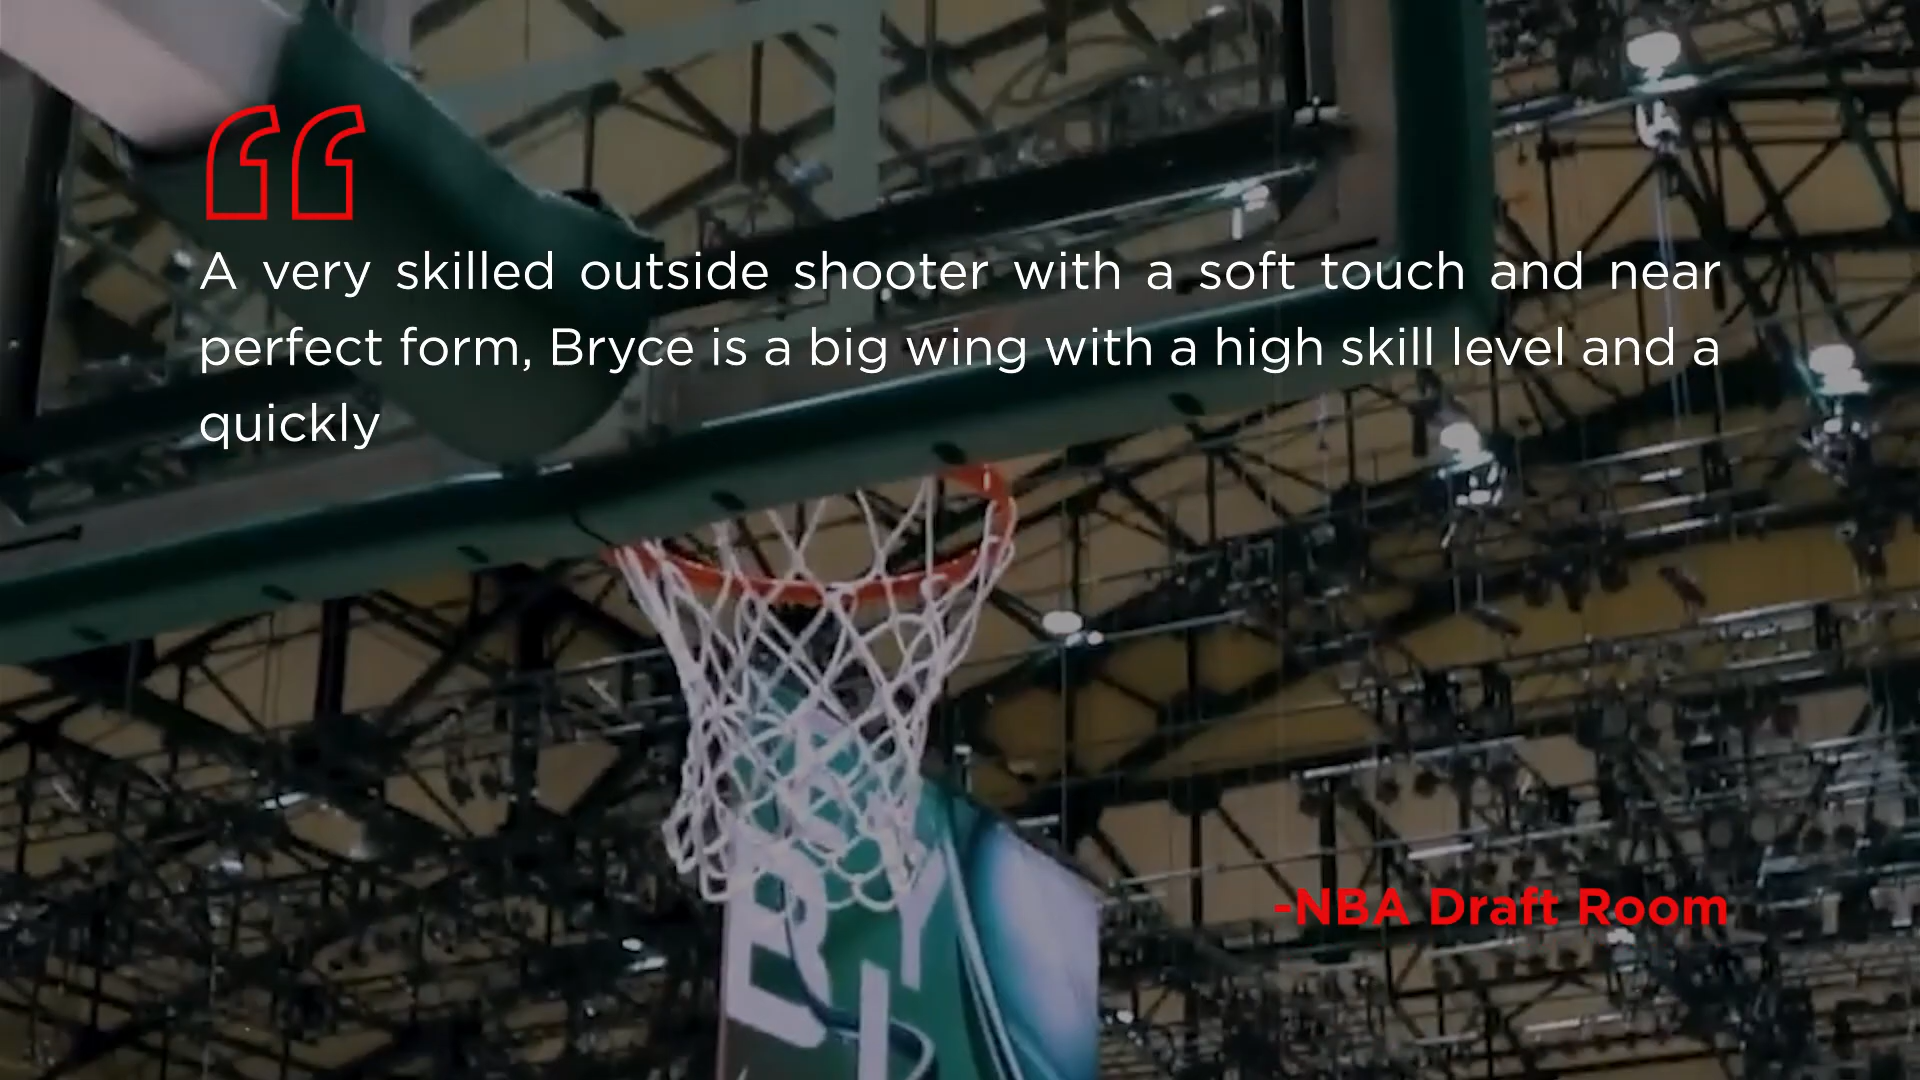 A very skilled outside shooter with a soft touch and near
perfect form, Bryce is a big wing with a high skill level and a
quickly
-NBA Draft Room